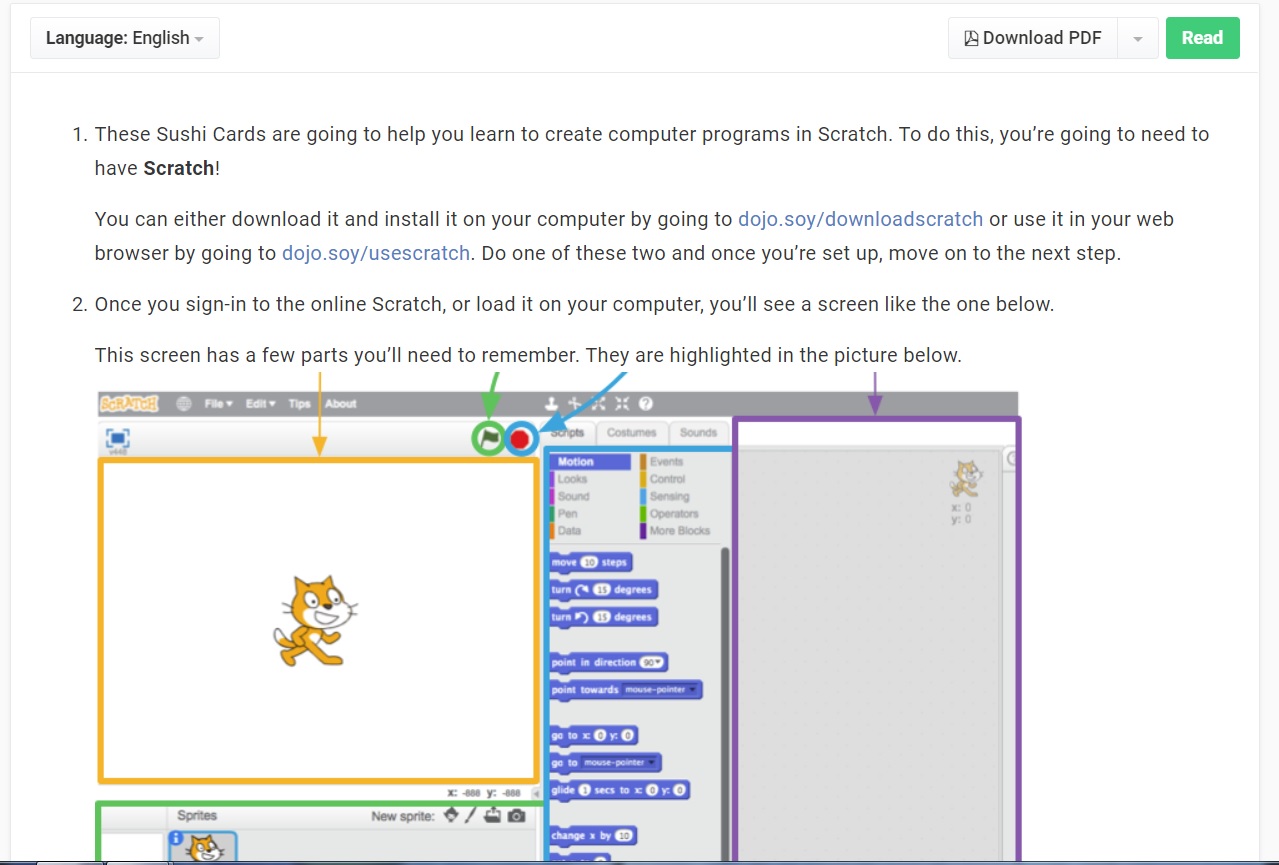 Language: English
Download PDF
Read
1. These Sushi Cards are going to help you learn to create computer programs in Scratch. To do this, you’re going to need to
have Scratch!
You can either download it and install it on your computer by going to dojo.soy/downloadscratch or use it in your web
browser by going to dojo.soy/usescratch. Do one of these two and once you’re set up, move on to the next step.
2. Once you sign-in to the online Scratch, or load it on your computer, you’ll see a screen like the one below.
This screen has a few parts you’ll need to remember. They are highlighted in the picture below.
SCRATCH File Edit Tips About
v448
Scripts Costumes Sounds
Motion Events
Looks Control
Sound Sensing
Pen Operators
Data More Blocks
x: 0
y: 0
move 10 steps
turn 15 degrees
turn 15 degrees
point in direction 90
point towards mouse-pointer
go to x: 0 y: 0
go to mouse-pointer
glide 1 secs to x: 0 y: 0
change x by 10
x: -888 y: -888
Sprites New sprite: